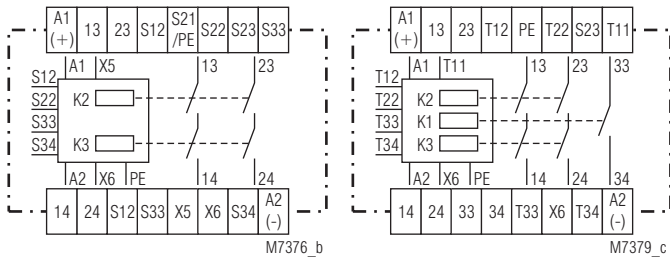 A1 (+) 13 23 S12 S21 /PE S22 S23 S33
A1 X5 13 23
S12
S22
S33
S34
K2
K3
A2 X6 PE 14 24
14 24 S12 S33 X5 X6 S34 A2 (-)
M7376_b
A1 (+) 13 23 T12 PE T22 S23 T11
A1 T11 13 23 33
T12
T22
T33
T34
K2
K1
K3
A2 X6 PE 14 24 34
14 24 33 34 T33 X6 T34 A2 (-)
M7379_c